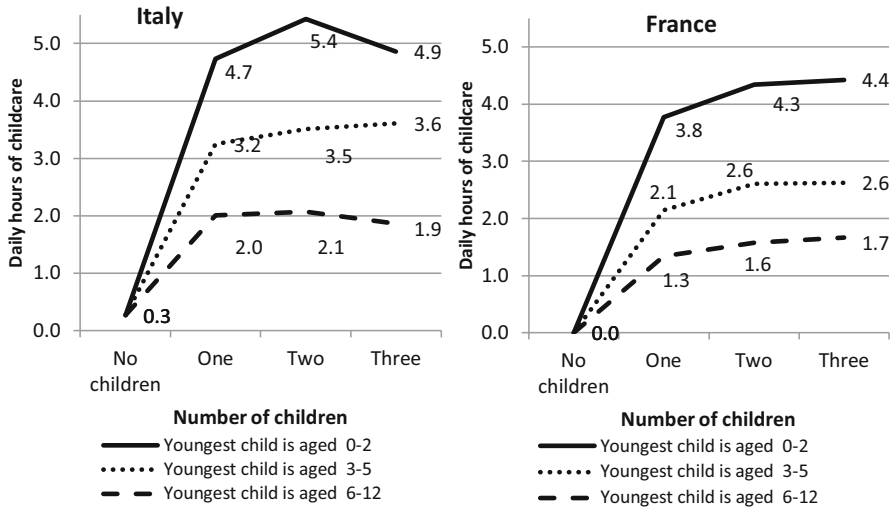 Italy
Daily hours of childcare
5.0
4.0
3.0
2.0
1.0
0.0
5.4
4.7
4.9
3.2
3.5
3.6
2.0
2.1
1.9
0.3
No children
One
Two
Three
Number of children
Youngest child is aged 0-2
Youngest child is aged 3-5
Youngest child is aged 6-12
France
Daily hours of childcare
5.0
4.0
3.0
2.0
1.0
0.0
3.8
4.3
4.4
2.1
2.6
2.6
1.3
1.6
1.7
0.0
No children
One
Two
Three
Number of children
Youngest child is aged 0-2
Youngest child is aged 3-5
Youngest child is aged 6-12